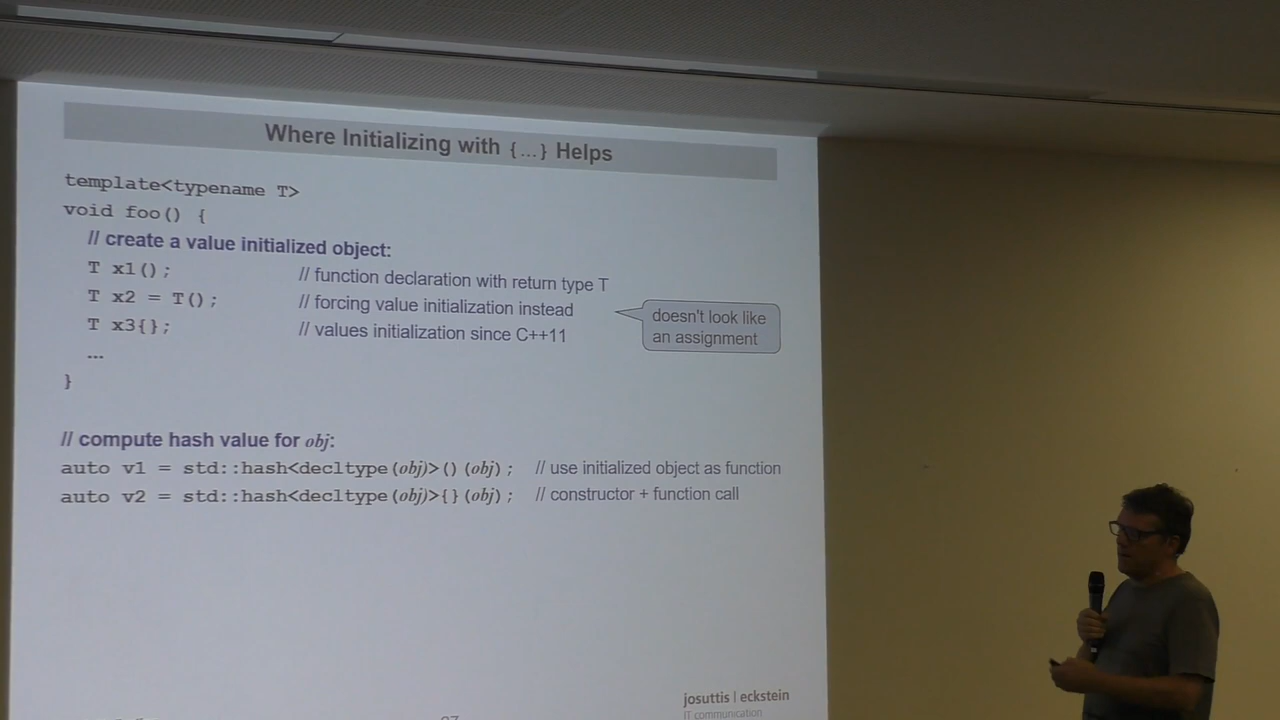 Where Initializing with {...} Helps
template<typename T>
void foo() {
// create a value initialized object:
T x1(); // function declaration with return type T
T x2 = T(); // forcing value initialization instead
T x3{}; // values initialization since C++11
doesn't look like
an assignment
...
}
// compute hash value for obj:
auto v1 = std::hash<decltype(obj)>()(obj); // use initialized object as function
auto v2 = std::hash<decltype(obj)>{}(obj); // constructor + function call
josuttis | eckstein
IT communication